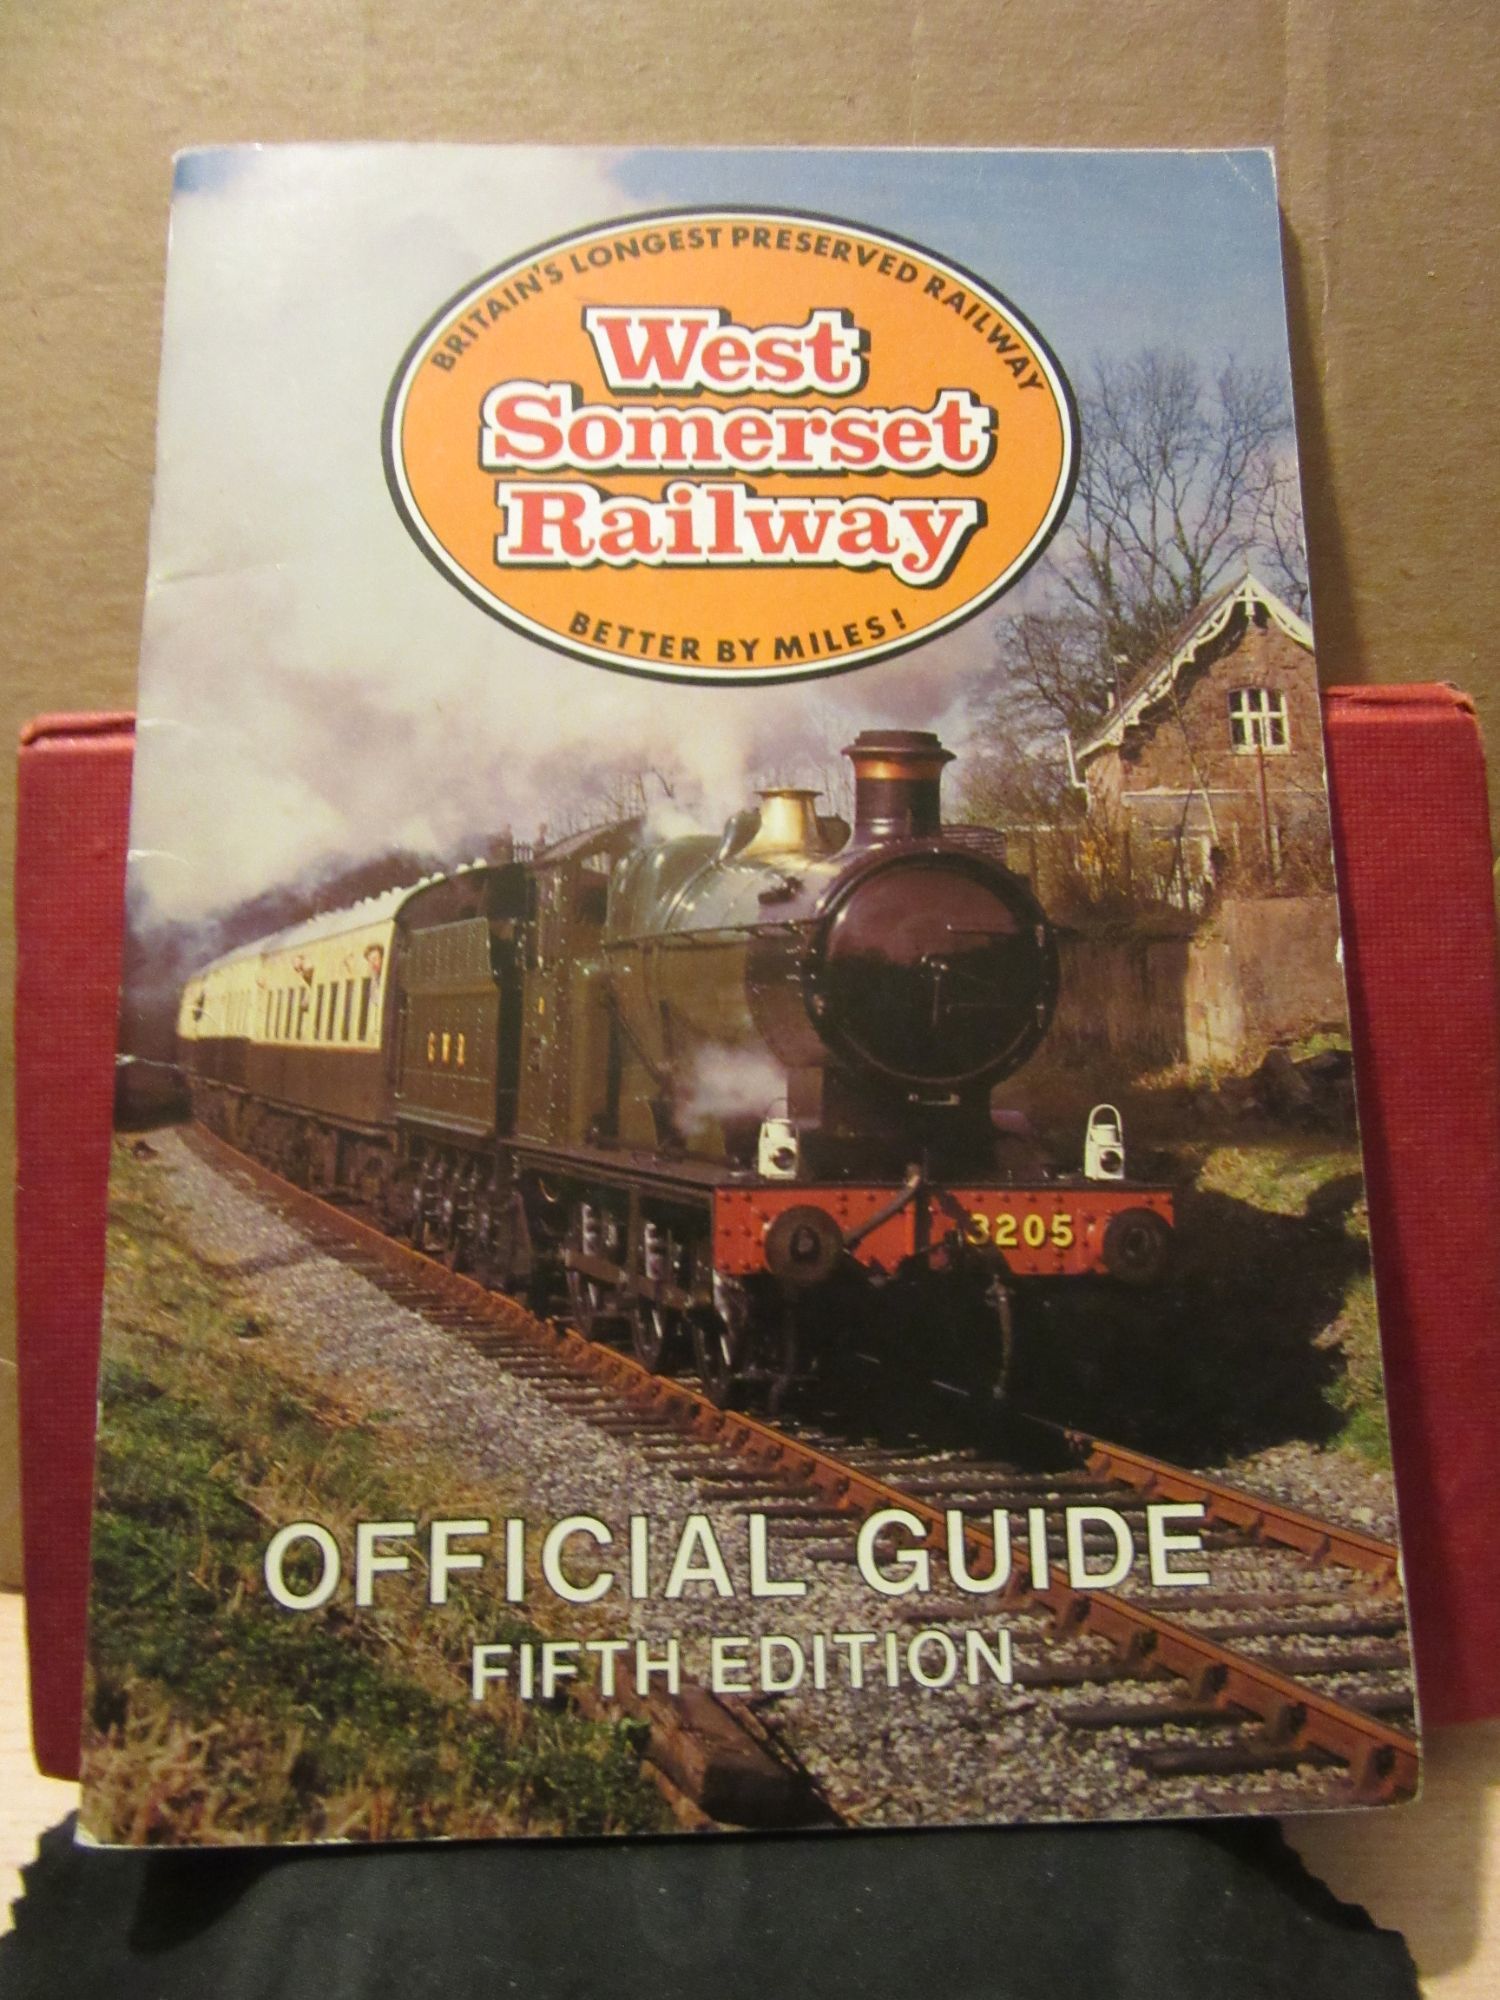 BRITAIN'S LONGEST PRESERVED RAILWAY
West
Somerset
Railway
BETTER BY MILES!
GWR
3205
OFFICIAL GUIDE
FIFTH EDITION